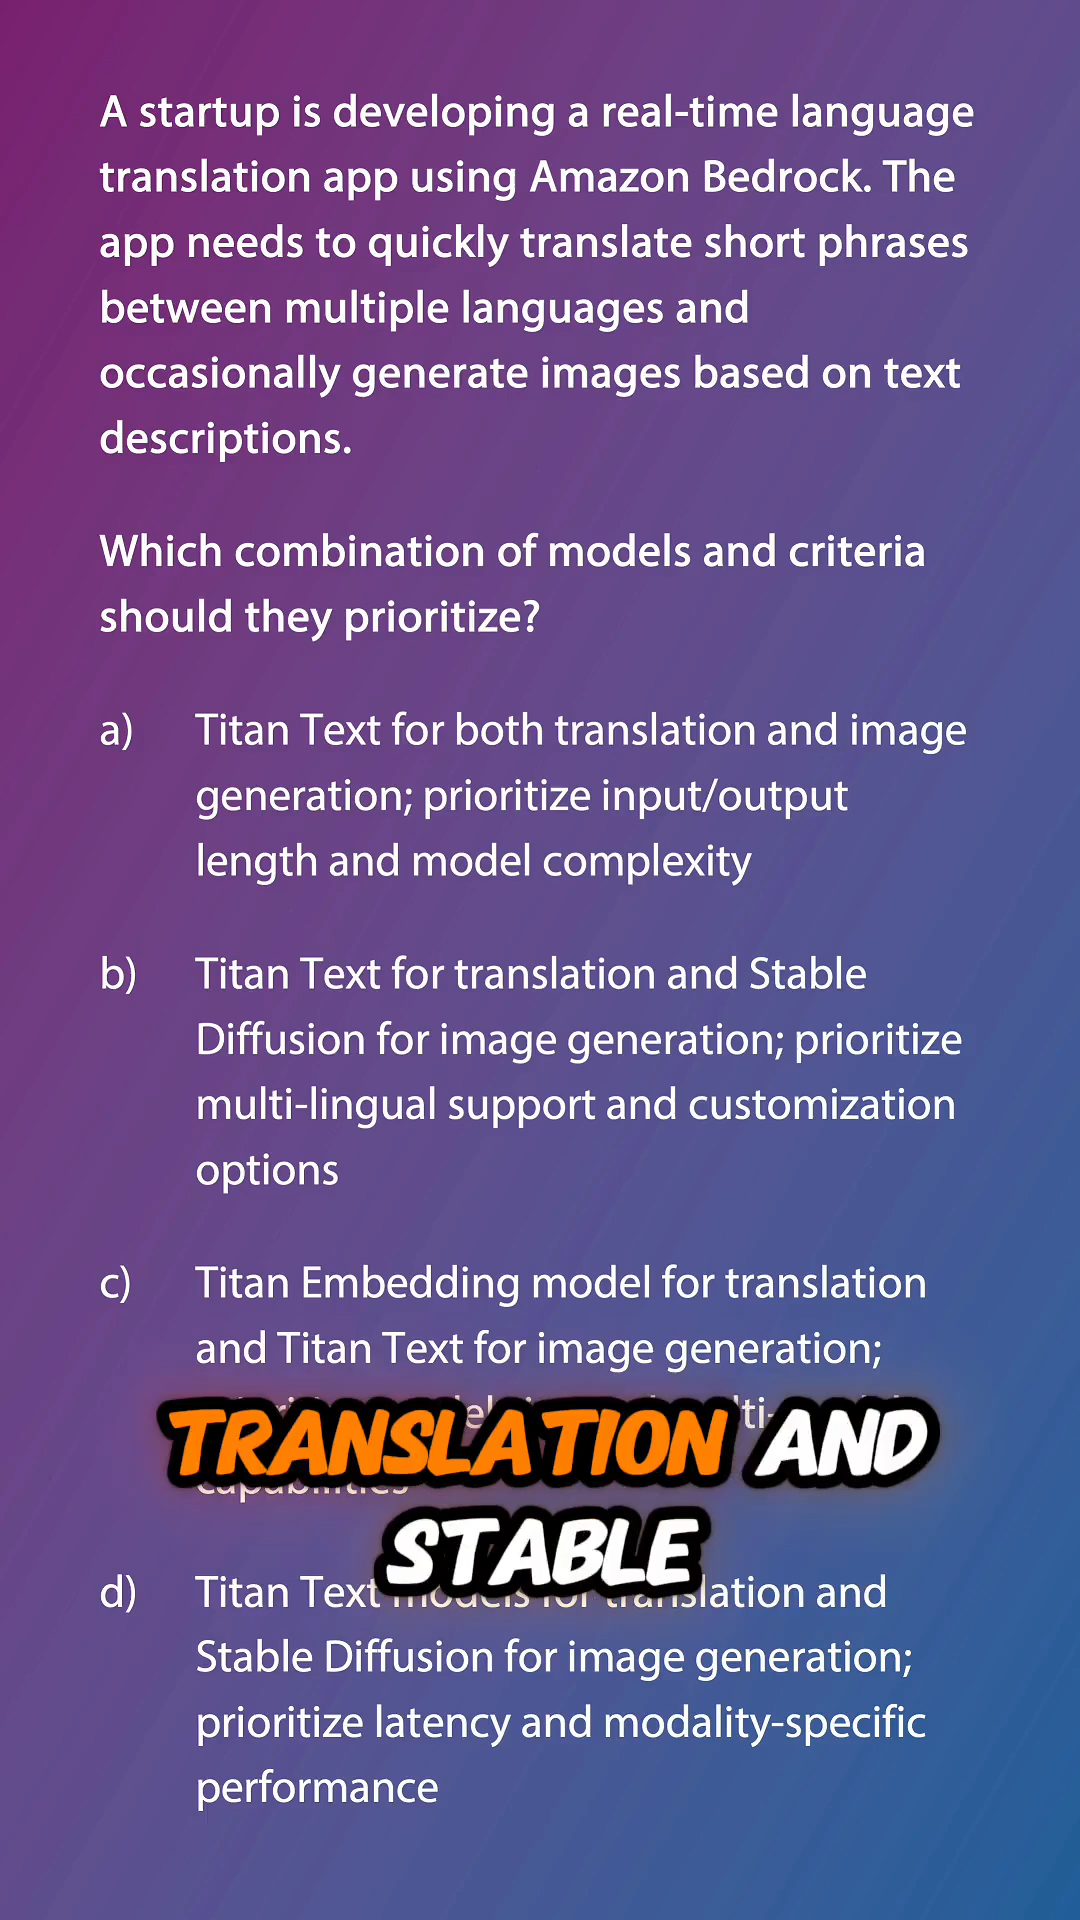 A startup is developing a real-time language
translation app using Amazon Bedrock. The
app needs to quickly translate short phrases
between multiple languages and
occasionally generate images based on text
descriptions.
Which combination of models and criteria
should they prioritize?
a) Titan Text for both translation and image
generation; prioritize input/output
length and model complexity
b) Titan Text for translation and Stable
Diffusion for image generation; prioritize
multi-lingual support and customization
options
c) Titan Embedding model for translation
and Titan Text for image generation;
TRANSLATION AND
capabilities
STABLE
d) Titan Text models for translation and
Stable Diffusion for image generation;
prioritize latency and modality-specific
performance